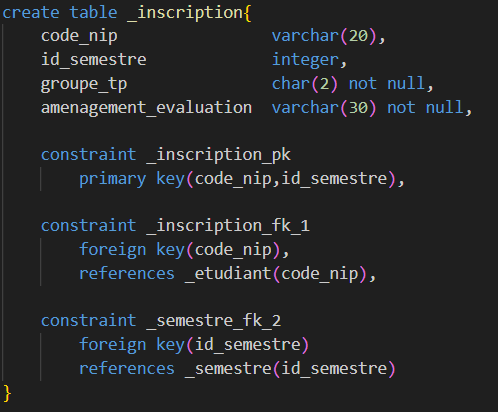 create table _inscription{
code_nip varchar(20),
id_semestre integer,
groupe_tp char(2) not null,
amenagement_evaluation varchar(30) not null,
constraint _inscription_pk
primary key(code_nip,id_semestre),
constraint _inscription_fk_1
foreign key(code_nip),
references _etudiant(code_nip),
constraint _semestre_fk_2
foreign key(id_semestre)
references _semestre(id_semestre)
}